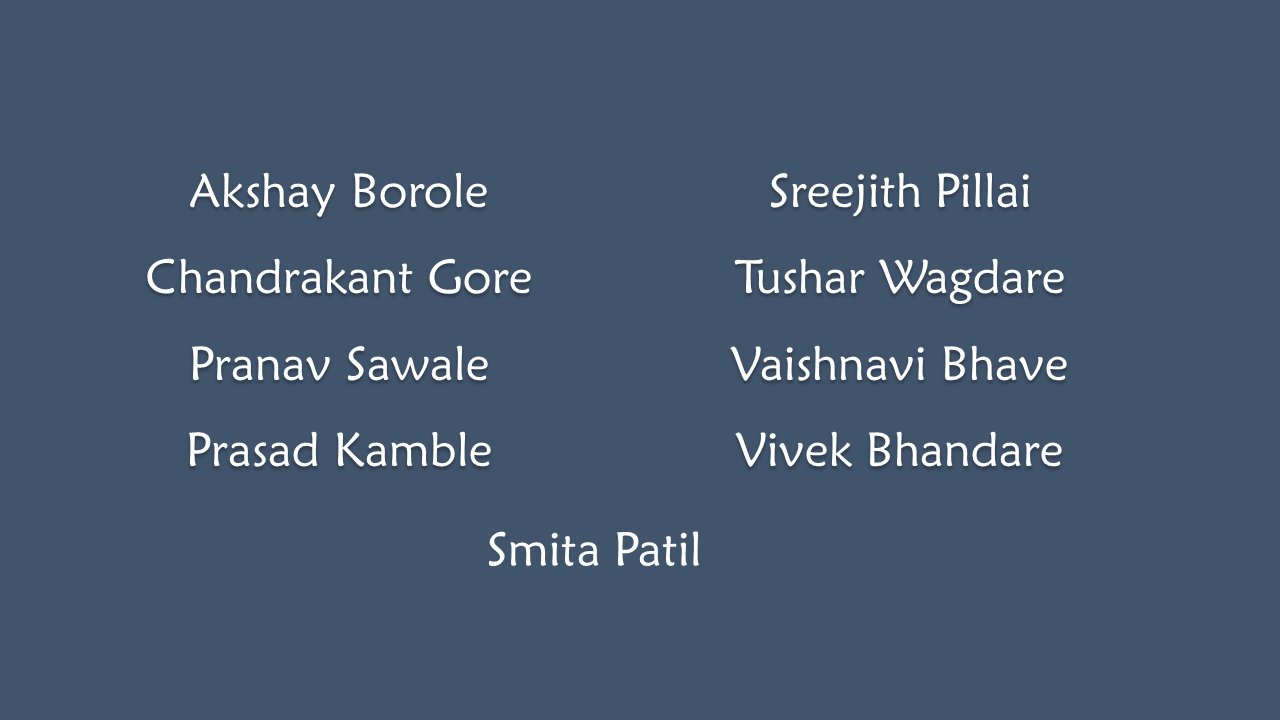 Akshay Borole
Chandrakant Gore
Pranav Sawale
Prasad Kamble
Sreejith Pillai
Tushar Wagdare
Vaishnavi Bhave
Vivek Bhandare
Smita Patil